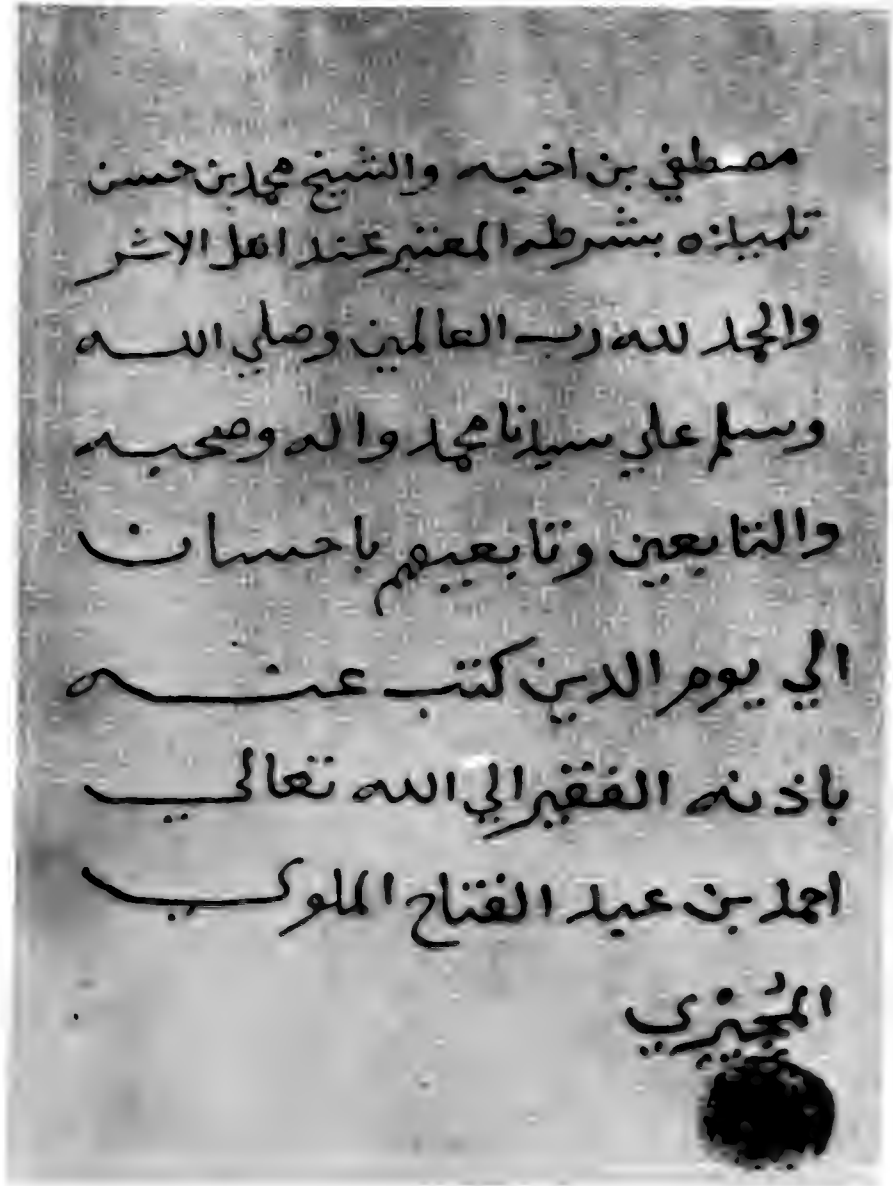 مصطفي بن اخيه والشيخ محمد بن حسن
تلميذه بشرطه المعتبر عند اهل الاثر
والحمد لله رب العالمين وصلي الله
وسلم علي سيدنا محمد واله وصحبه
والتابعين وتابعيهم باحسان
الي يوم الدين كتب عنه
باذنه الفقير الي الله تعالي
احمد بن عبد الفتاح الملوي
المجيري